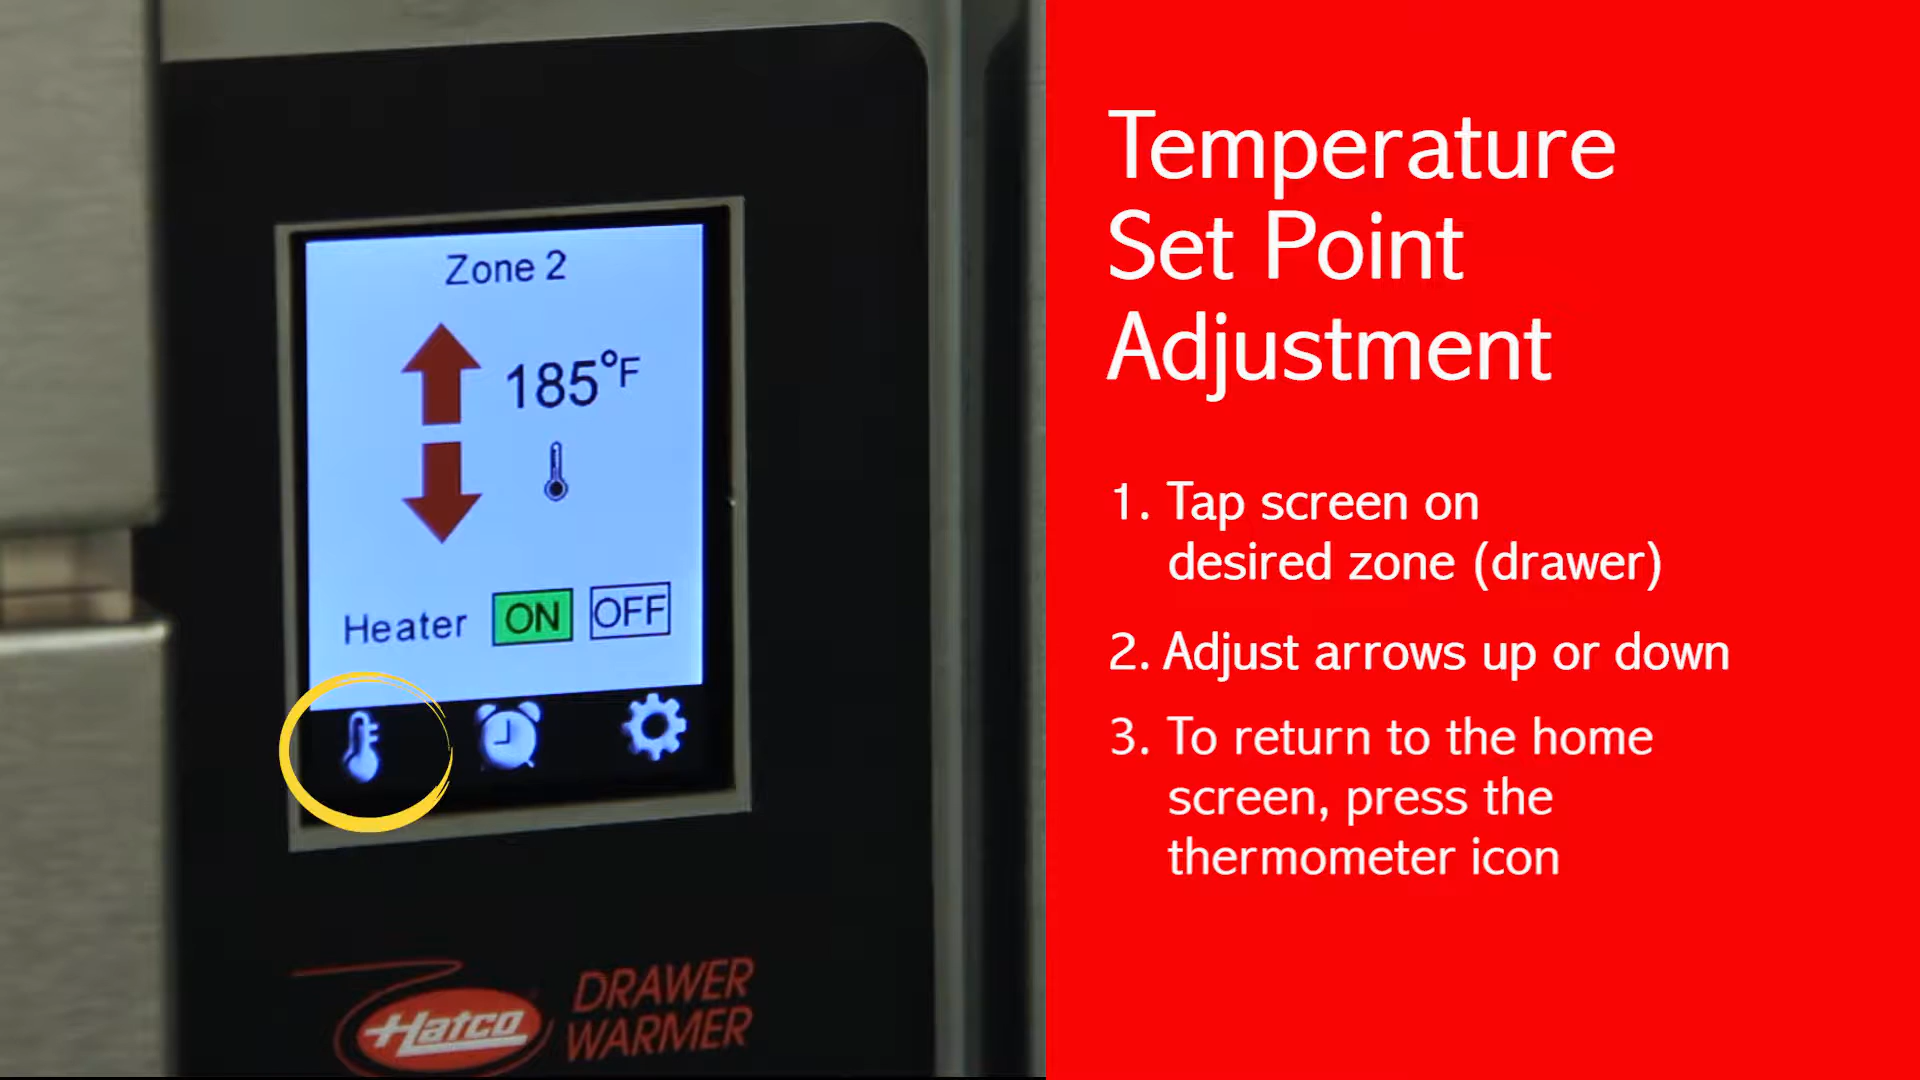 Zone 2
185°F
Heater ON OFF
Hatco DRAWER
WARMER
Temperature
Set Point
Adjustment
1. Tap screen on
desired zone (drawer)
2. Adjust arrows up or down
3. To return to the home
screen, press the
thermometer icon